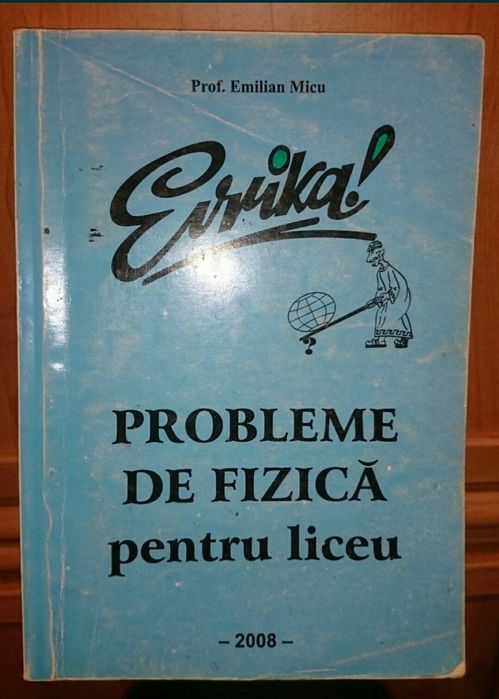 Prof. Emilian Micu
Evrika!
?
PROBLEME
DE FIZICĂ
pentru liceu
– 2008 –